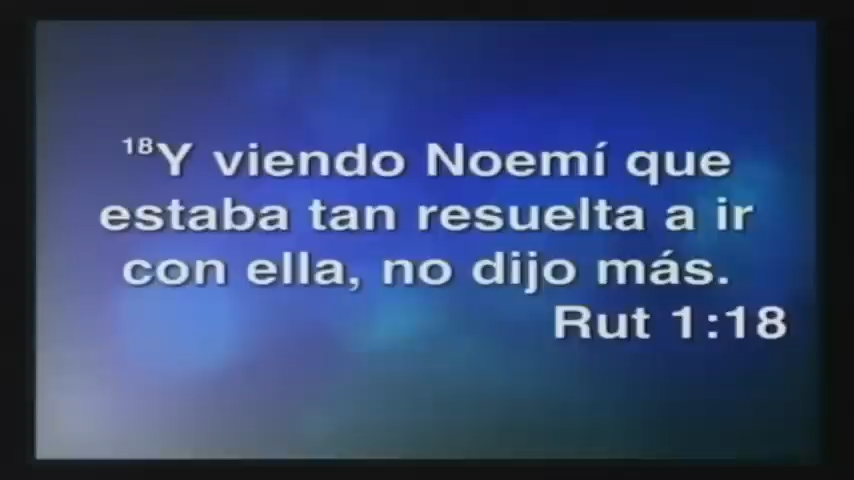 18Y viendo Noemí que
estaba tan resuelta a ir
con ella, no dijo más.
Rut 1:18